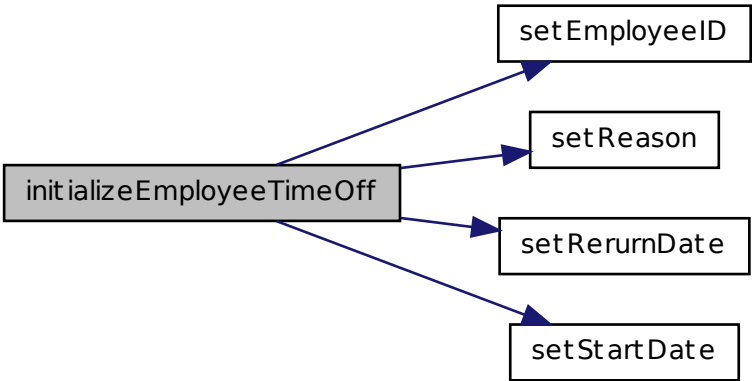 setEmployeeID
setReason
initializeEmployeeTimeOff
setRerurnDate
setStartDate